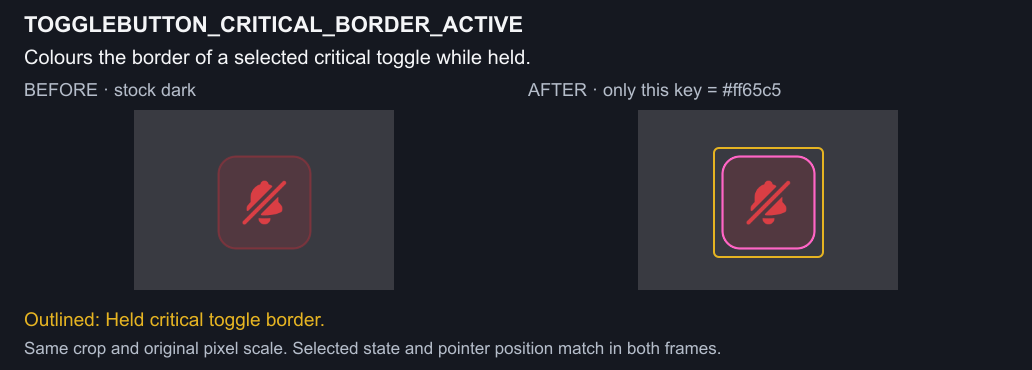 TOGGLEBUTTON_CRITICAL_BORDER_ACTIVE
Colours the border of a selected critical toggle while held.
BEFORE · stock dark
AFTER · only this key = #ff65c5
Outlined: Held critical toggle border.
Same crop and original pixel scale. Selected state and pointer position match in both frames.